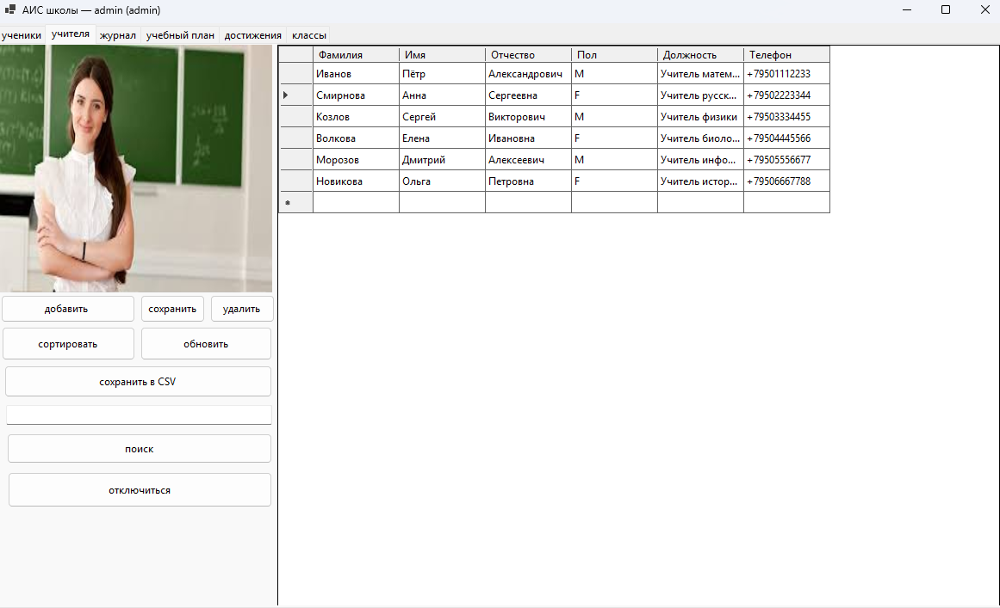 АИС школы — admin (admin)
ученики учителя журнал учебный план достижения классы
Фамилия Имя Отчество Пол Должность Телефон
Иванов Пётр Александрович M Учитель матем... +79501112233
Смирнова Анна Сергеевна F Учитель русск... +79502223344
Козлов Сергей Викторович M Учитель физики +79503334455
Волкова Елена Ивановна F Учитель биоло... +79504445566
Морозов Дмитрий Алексеевич M Учитель инфо... +79505556677
Новикова Ольга Петровна F Учитель истор... +79506667788
добавить сохранить удалить
сортировать обновить
сохранить в CSV
поиск
отключиться